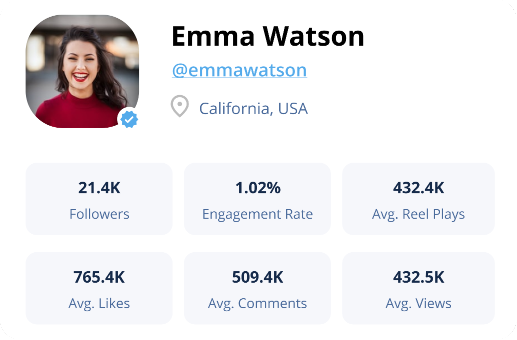 Emma Watson
@emmawatson
California, USA
21.4K
Followers
1.02%
Engagement Rate
432.4K
Avg. Reel Plays
765.4K
Avg. Likes
509.4K
Avg. Comments
432.5K
Avg. Views